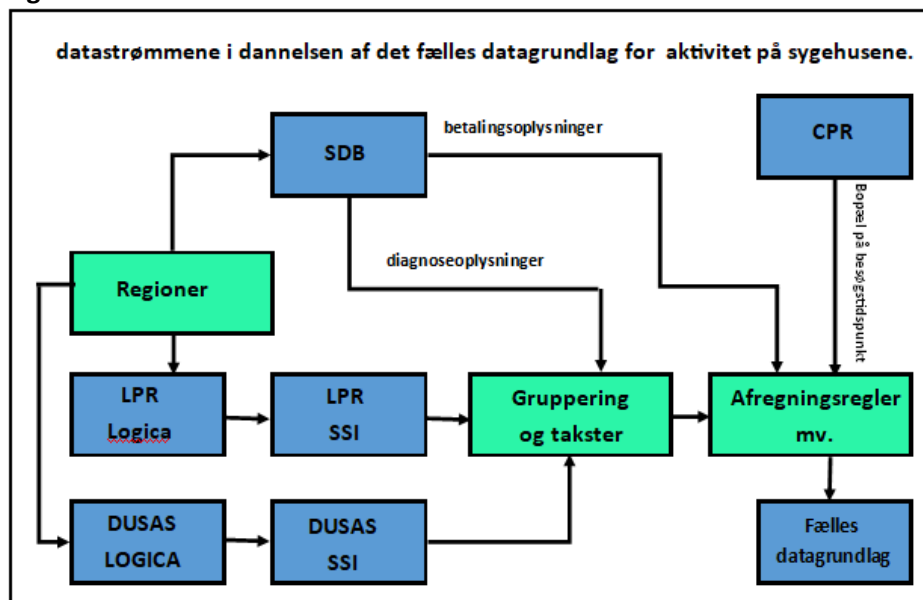 datastrømmene i dannelsen af det fælles datagrundlag for aktivitet på sygehusene.
betalingsoplysninger
SDB
CPR
Bopæl på besøgstidspunkt
diagnoseoplysninger
Regioner
LPR
Logica
LPR
SSI
Gruppering
og takster
Afregningsregler
mv.
DUSAS
LOGICA
DUSAS
SSI
Fælles
datagrundlag